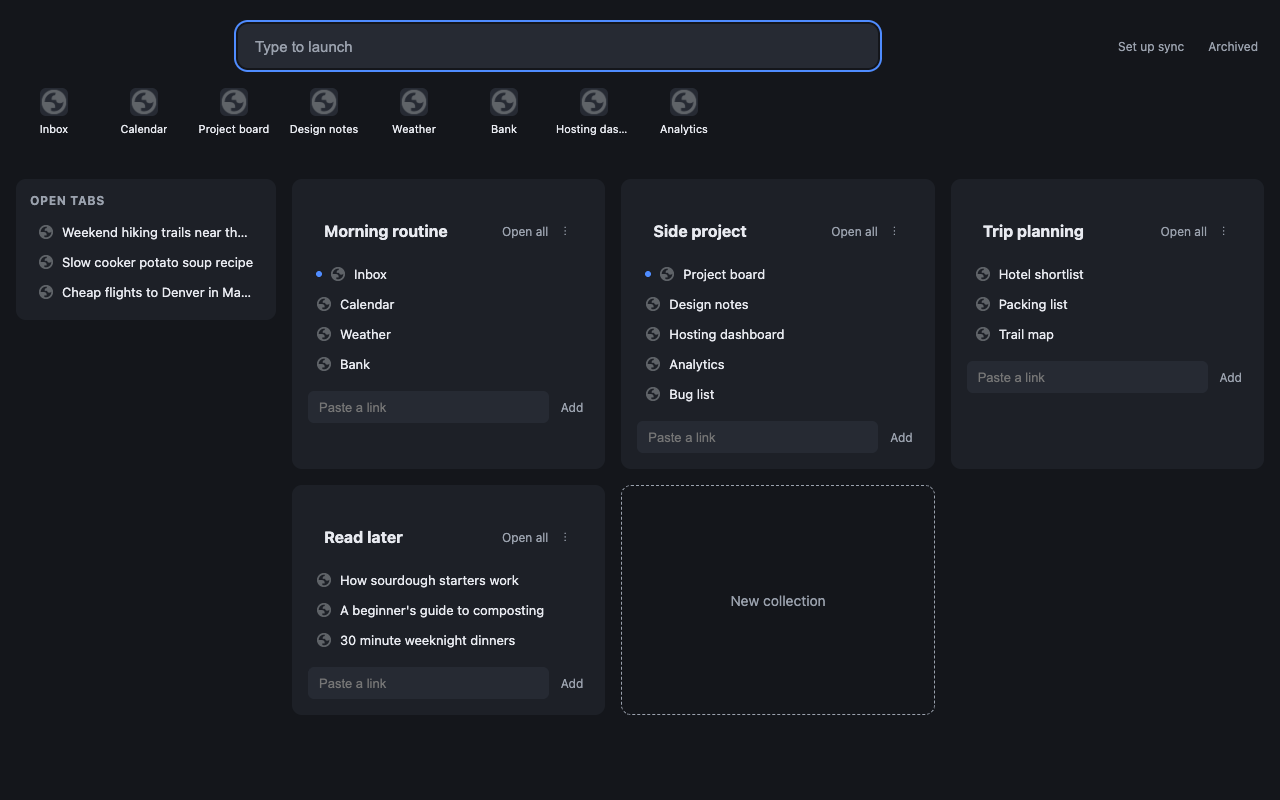 Type to launch
Set up sync
Archived
Inbox
Calendar
Project board
Design notes
Weather
Bank
Hosting das...
Analytics
OPEN TABS
Weekend hiking trails near th...
Slow cooker potato soup recipe
Cheap flights to Denver in Ma...
Morning routine
Open all
Inbox
Calendar
Weather
Bank
Paste a link
Add
Side project
Open all
Project board
Design notes
Hosting dashboard
Analytics
Bug list
Paste a link
Add
Trip planning
Open all
Hotel shortlist
Packing list
Trail map
Paste a link
Add
Read later
Open all
How sourdough starters work
A beginner's guide to composting
30 minute weeknight dinners
Paste a link
Add
New collection